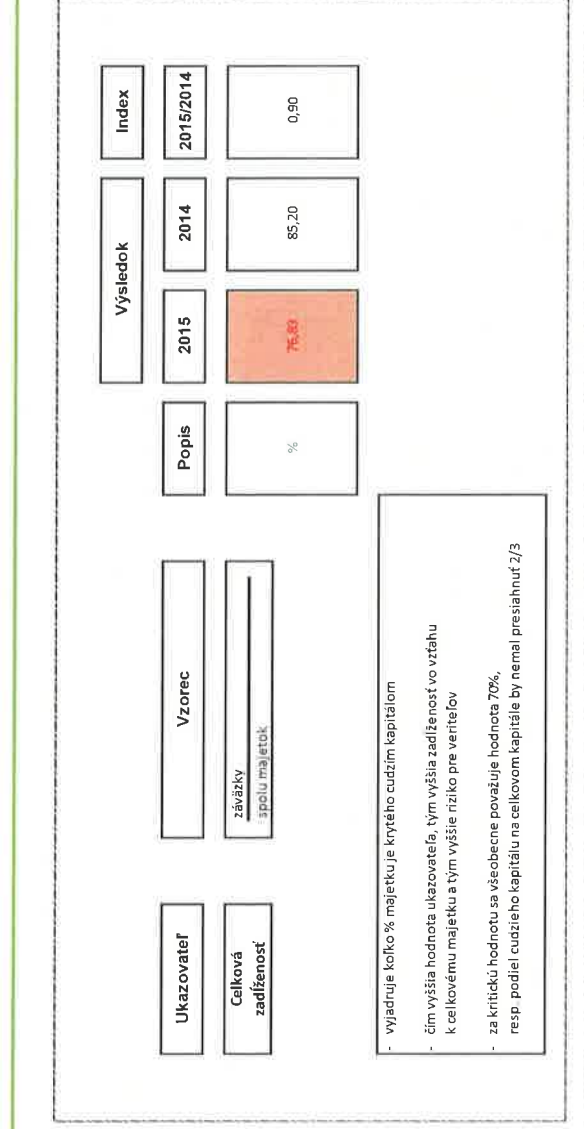 Výsledok
Index
Ukazovateľ
Vzorec
Popis
2015
2014
2015/2014
Celková
zadĺženosť
záväzky
spolu majetok
%
76,83
85,20
0,90
- vyjadruje koľko % majetku je krytého cudzím kapitálom
- čím vyššia hodnota ukazovateľa, tým vyššia zadĺženosť vo vzťahu
k celkovému majetku a tým vyššie riziko pre veriteľov
- za kritickú hodnotu sa všeobecne považuje hodnota 70%,
resp. podiel cudzieho kapitálu na celkovom kapitále by nemal presiahnuť 2/3